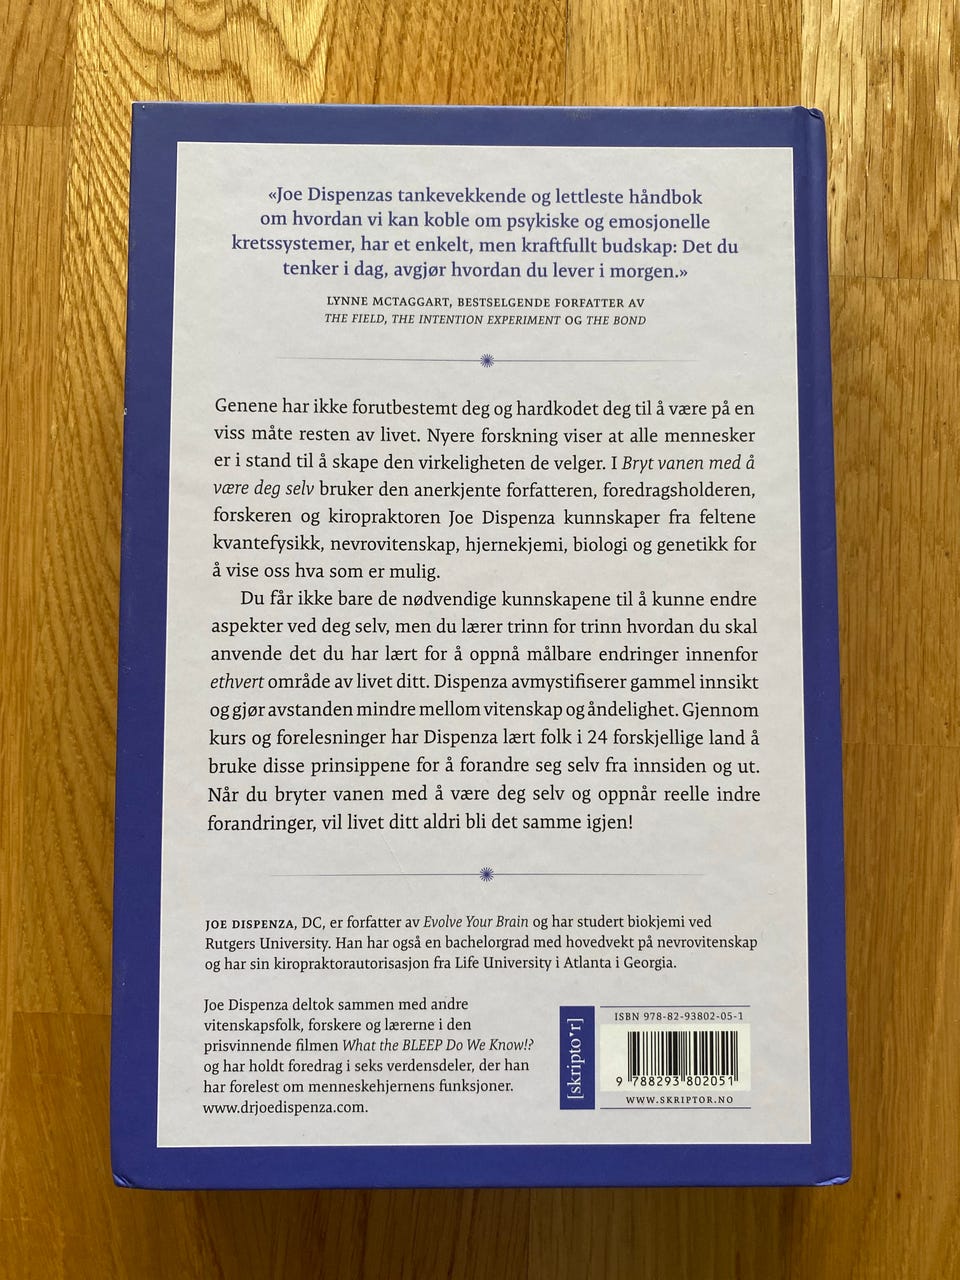 «Joe Dispenzas tankevekkende og lettleste håndbok
om hvordan vi kan koble om psykiske og emosjonelle
kretssystemer, har et enkelt, men kraftfullt budskap: Det du
tenker i dag, avgjør hvordan du lever i morgen.»
LYNNE MCTAGGART, BESTSELGENDE FORFATTER AV
THE FIELD, THE INTENTION EXPERIMENT OG THE BOND
Genene har ikke forutbestemt deg og hardkodet deg til å være på en
viss måte resten av livet. Nyere forskning viser at alle mennesker
er i stand til å skape den virkeligheten de velger. I Bryt vanen med å
være deg selv bruker den anerkjente forfatteren, foredragsholderen,
forskeren og kiropraktoren Joe Dispenza kunnskaper fra feltene
kvantefysikk, nevrovitenskap, hjernekjemi, biologi og genetikk for
å vise oss hva som er mulig.
Du får ikke bare de nødvendige kunnskapene til å kunne endre
aspekter ved deg selv, men du lærer trinn for trinn hvordan du skal
anvende det du har lært for å oppnå målbare endringer innenfor
ethvert område av livet ditt. Dispenza avmystifiserer gammel innsikt
og gjør avstanden mindre mellom vitenskap og åndelighet. Gjennom
kurs og forelesninger har Dispenza lært folk i 24 forskjellige land å
bruke disse prinsippene for å forandre seg selv fra innsiden og ut.
Når du bryter vanen med å være deg selv og oppnår reelle indre
forandringer, vil livet ditt aldri bli det samme igjen!
JOE DISPENZA, DC, er forfatter av Evolve Your Brain og har studert biokjemi ved
Rutgers University. Han har også en bachelorgrad med hovedvekt på nevrovitenskap
og har sin kiropraktorautorisasjon fra Life University i Atlanta i Georgia.
Joe Dispenza deltok sammen med andre
vitenskapsfolk, forskere og lærerne i den
prisvinnende filmen What the BLEEP Do We Know!?
og har holdt foredrag i seks verdensdeler, der han
har forelest om menneskehjernens funksjoner.
www.drjoedispenza.com.
[skripto▾r]
ISBN 978-82-93802-05-1
9 788293 802051
WWW.SKRIPTOR.NO